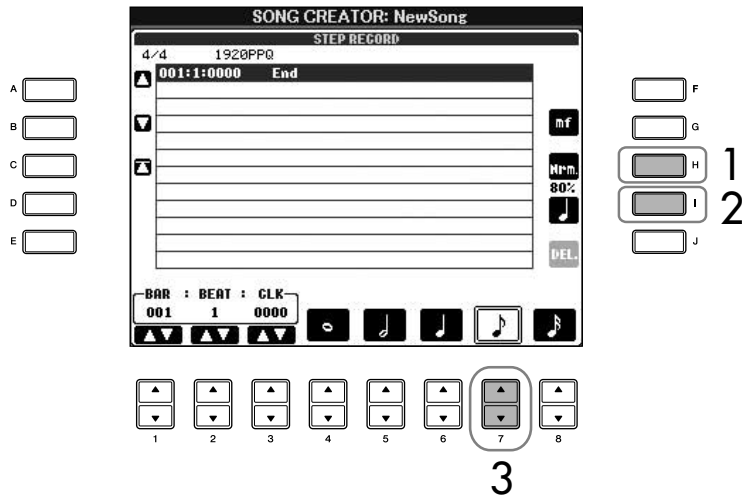 SONG CREATOR: NewSong
STEP RECORD
4/4 1920PPQ
001:1:0000 End
A
B
C
D
E
mf
Nrm.
80%
DEL.
F
G
H 1
I 2
J
BAR : BEAT : CLK
001 1 0000
1 2 3 4 5 6 7 8
3